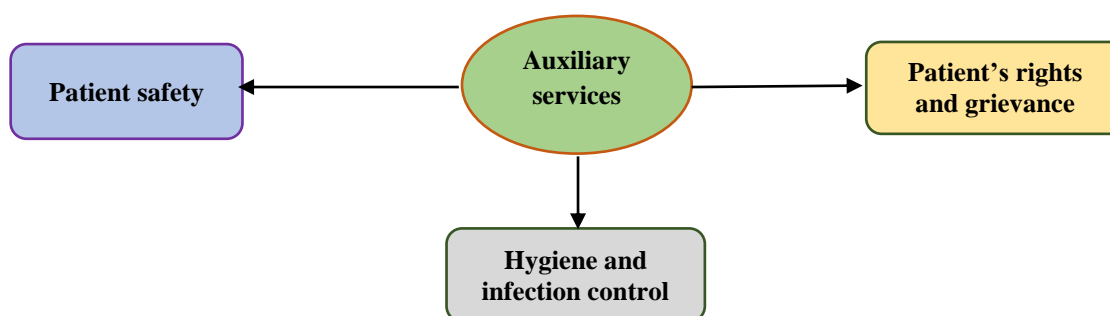 Auxiliary
services
Patient safety
Patient’s rights
and grievance
Hygiene and
infection control